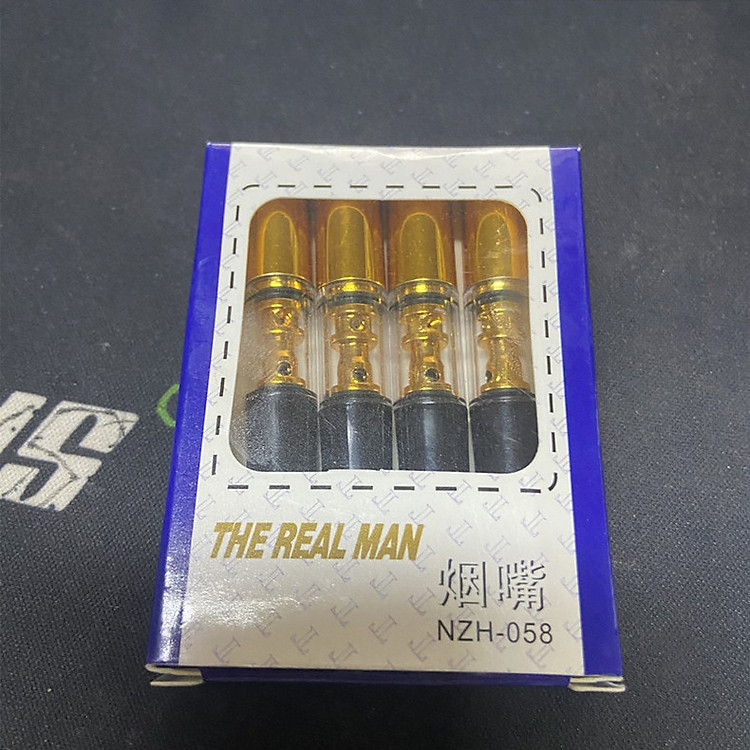 THE REAL MAN
烟嘴
NZH-058